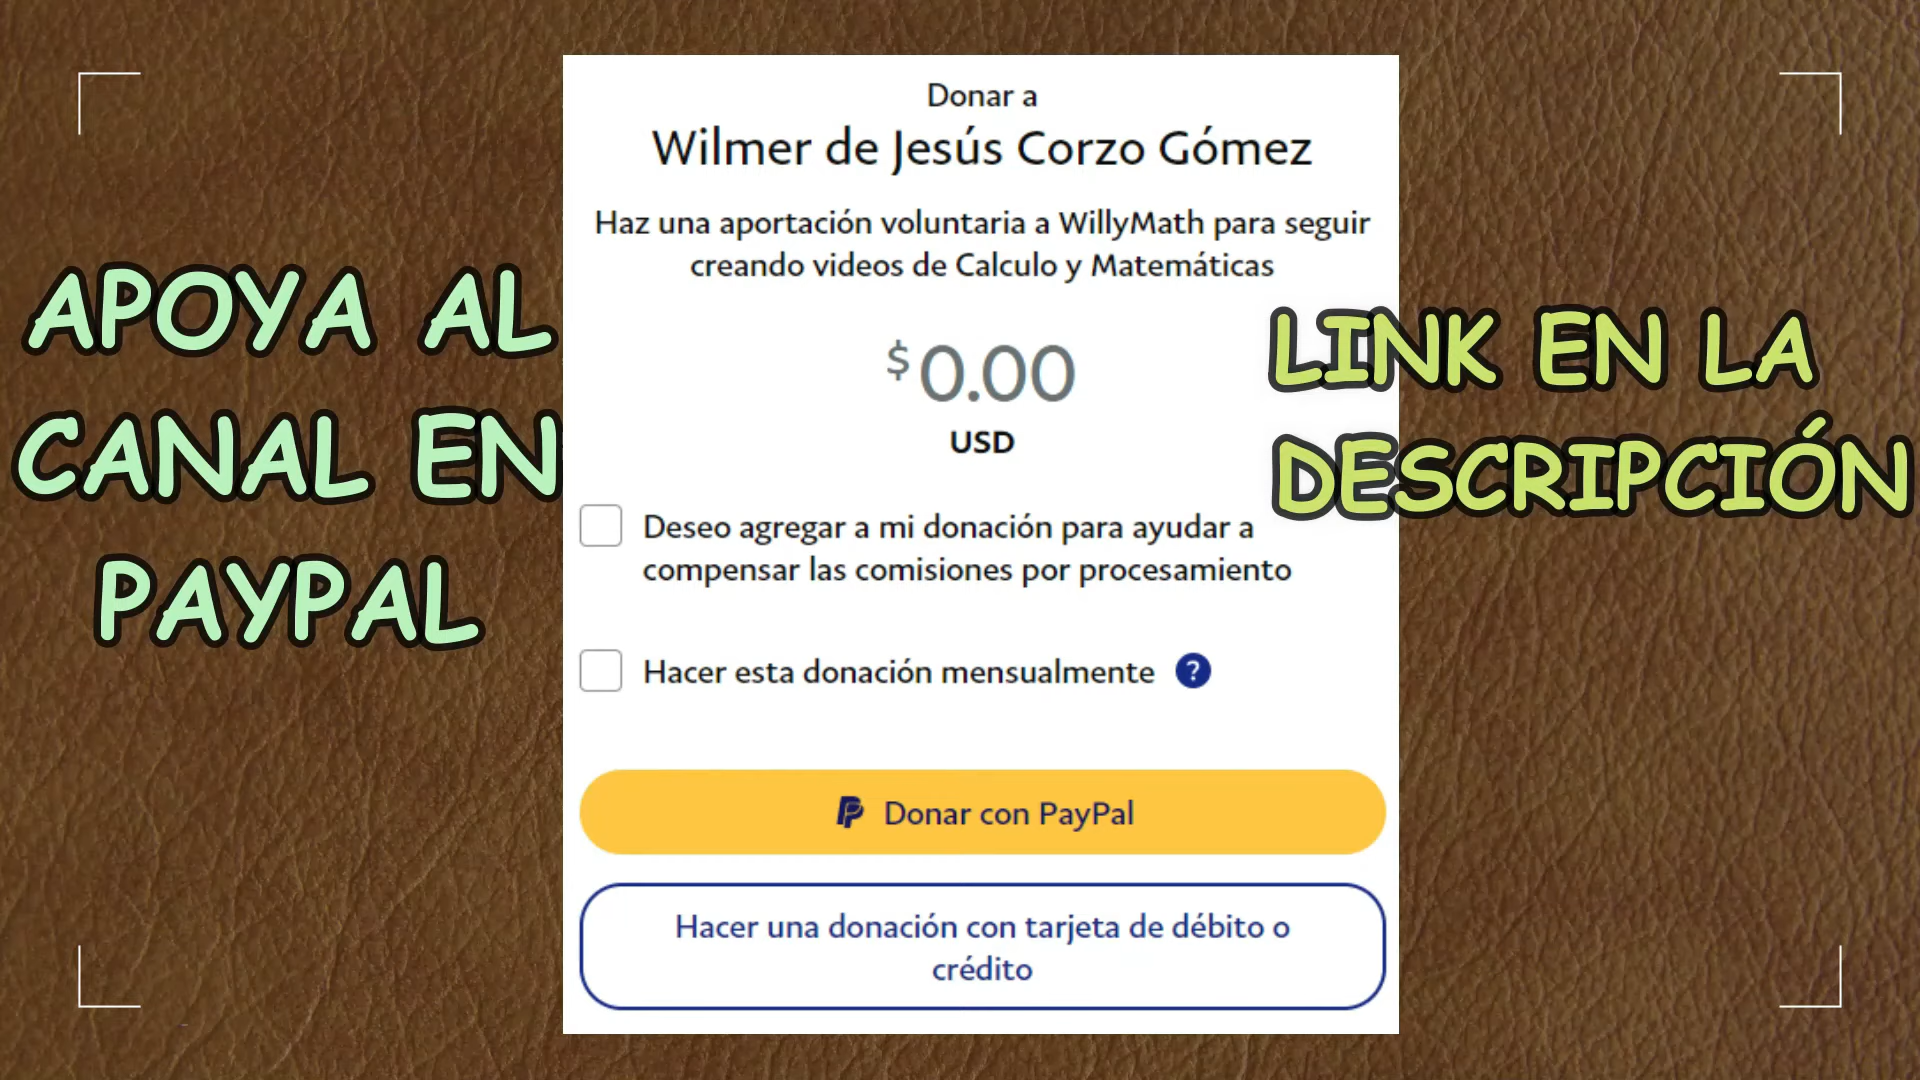 APOYA AL
CANAL EN
PAYPAL
Donar a
Wilmer de Jesús Corzo Gómez
Haz una aportación voluntaria a WillyMath para seguir
creando videos de Calculo y Matemáticas
$0.00
USD
Deseo agregar a mi donación para ayudar a
compensar las comisiones por procesamiento
Hacer esta donación mensualmente ?
Donar con PayPal
Hacer una donación con tarjeta de débito o
crédito
LINK EN LA
DESCRIPCIÓN